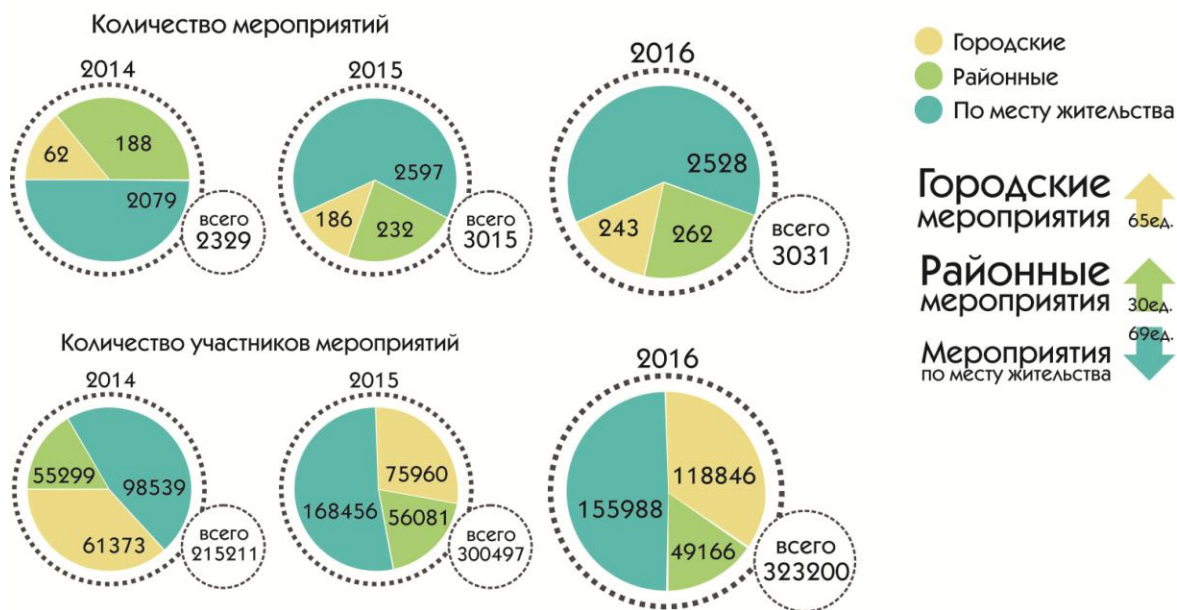 Количество мероприятий
2014
62
188
2079
всего
2329
2015
2597
186
232
всего
3015
2016
2528
243
262
всего
3031
Городские
Районные
По месту жительства
Городские
мероприятия
65ед.
Районные
мероприятия
30ед.
69ед.
Мероприятия
по месту жительства
Количество участников мероприятий
2014
55299
98539
61373
всего
215211
2015
75960
168456
56081
всего
300497
2016
118846
155988
49166
всего
323200